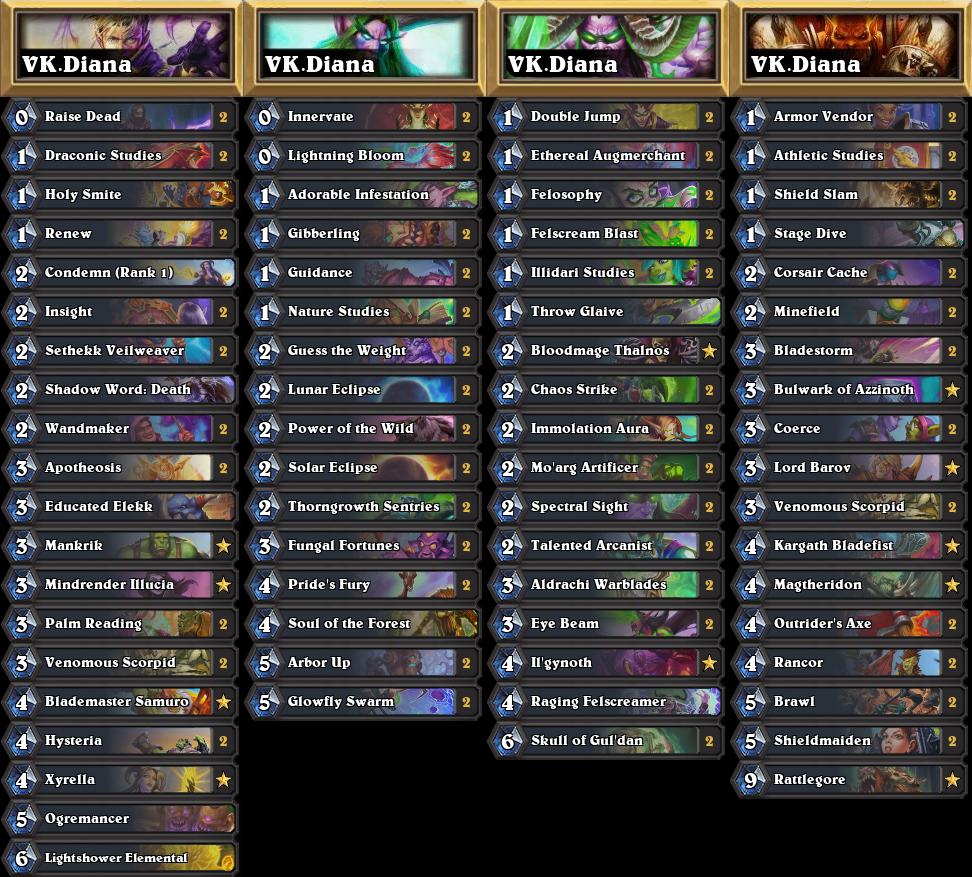 VK.Diana
0 Raise Dead 2
1 Draconic Studies 2
1 Holy Smite 2
1 Renew 2
2 Condemn (Rank 1)
2 Insight 2
2 Sethekk Veilweaver 2
2 Shadow Word: Death
2 Wandmaker 2
3 Apotheosis 2
3 Educated Elekk
3 Mankrik
3 Mindrender Illucia
3 Palm Reading 2
3 Venomous Scorpid 2
4 Blademaster Samuro
4 Hysteria 2
4 Xyrella
5 Ogremancer
6 Lightshower Elemental
VK.Diana
0 Innervate 2
0 Lightning Bloom 2
1 Adorable Infestation
1 Gibberling 2
1 Guidance 2
1 Nature Studies 2
2 Guess the Weight 2
2 Lunar Eclipse 2
2 Power of the Wild 2
2 Solar Eclipse 2
2 Thorngrowth Sentries 2
3 Fungal Fortunes 2
4 Pride's Fury 2
4 Soul of the Forest
5 Arbor Up 2
5 Glowfly Swarm 2
VK.Diana
1 Double Jump 2
1 Ethereal Augmerchant 2
1 Felosophy 2
1 Felscream Blast 2
1 Illidari Studies 2
1 Throw Glaive
2 Bloodmage Thalnos
2 Chaos Strike 2
2 Immolation Aura 2
2 Mo'arg Artificer 2
2 Spectral Sight 2
2 Talented Arcanist 2
3 Aldrachi Warblades 2
3 Eye Beam 2
4 Il'gynoth
4 Raging Felscreamer
6 Skull of Gul'dan 2
VK.Diana
1 Armor Vendor 2
1 Athletic Studies 2
1 Shield Slam 2
1 Stage Dive
2 Corsair Cache 2
2 Minefield 2
3 Bladestorm 2
3 Bulwark of Azzinoth
3 Coerce 2
3 Lord Barov
3 Venomous Scorpid 2
4 Kargath Bladefist
4 Magtheridon
4 Outrider's Axe 2
4 Rancor 2
5 Brawl 2
5 Shieldmaiden 2
9 Rattlegore